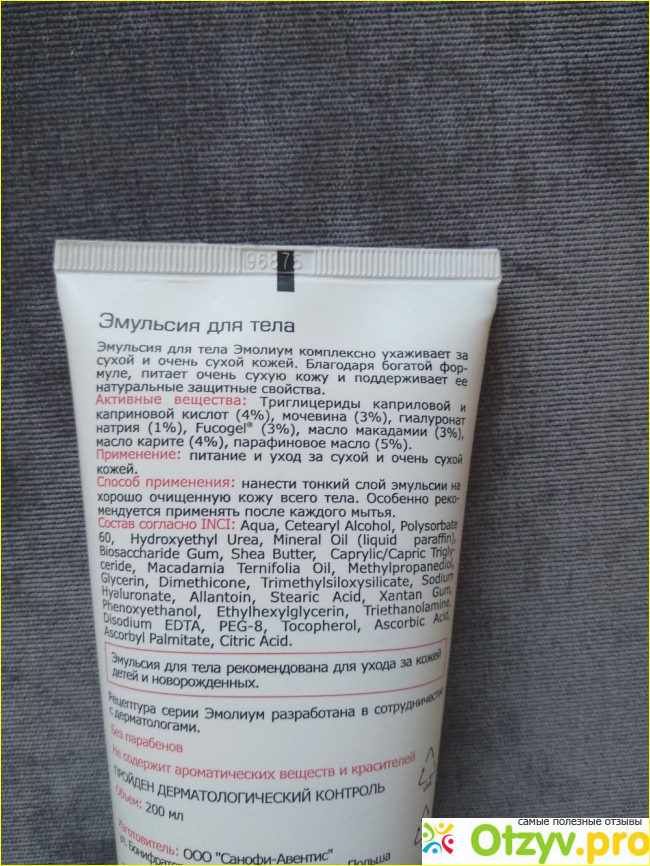 96875
Эмульсия для тела
Эмульсия для тела Эмолиум комплексно ухаживает за
сухой и очень сухой кожей. Благодаря богатой фор-
муле, питает очень сухую кожу и поддерживает ее
натуральные защитные свойства.
Активные вещества: Триглицериды каприловой и
каприновой кислот (4%), мочевина (3%), гиалуронат
натрия (1%), Fucogel® (3%), масло макадамии (3%),
масло карите (4%), парафиновое масло (5%).
Применение: питание и уход за сухой и очень сухой
кожей.
Способ применения: нанести тонкий слой эмульсии на
хорошо очищенную кожу всего тела. Особенно реко-
мендуется применять после каждого мытья.
Состав согласно INCI: Aqua, Cetearyl Alcohol, Polysorbate
60, Hydroxyethyl Urea, Mineral Oil (liquid paraffin),
Biosaccharide Gum, Shea Butter, Caprylic/Capric Trigly-
ceride, Macadamia Ternifolia Oil, Methylpropanediol,
Glycerin, Dimethicone, Trimethylsiloxysilicate, Sodium
Hyaluronate, Allantoin, Stearic Acid, Xantan Gum,
Phenoxyethanol, Ethylhexylglycerin, Triethanolamine,
Disodium EDTA, PEG-8, Tocopherol, Ascorbic Acid,
Ascorbyl Palmitate, Citric Acid.
Эмульсия для тела рекомендована для ухода за кожей
детей и новорожденных.
Рецептура серии Эмолиум разработана в сотрудничестве
с дерматологами.
Без парабенов
Не содержит ароматических веществ и красителей
ПРОЙДЕН ДЕРМАТОЛОГИЧЕСКИЙ КОНТРОЛЬ
Объем: 200 мл
Изготовитель: ООО "Санофи-Авентис"
Польша
самые полезные отзывы
Otzyv.pro